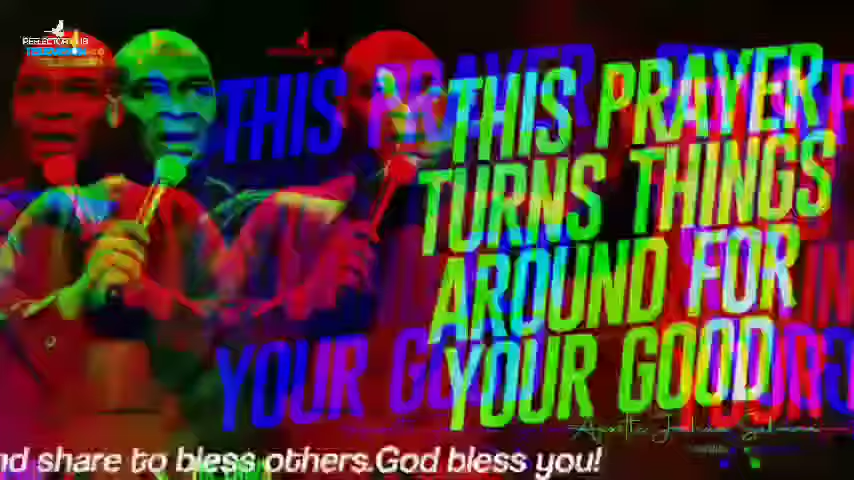 THIS PRAYER
TURNS THINGS
AROUND FOR
YOUR GOOD
nd share to bless others.God bless you!